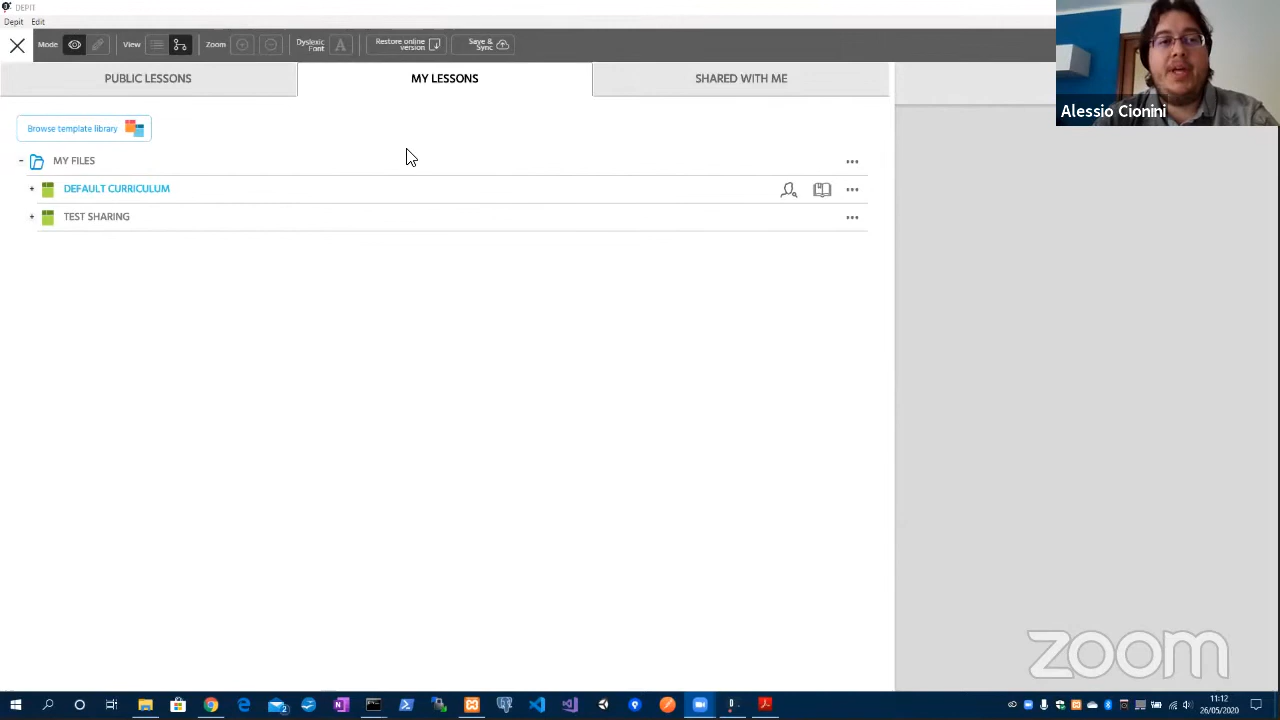 DEPIT
Depit Edit
Mode View Zoom Dyslexic Font A Restore online version Save & Sync
PUBLIC LESSONS MY LESSONS SHARED WITH ME
Alessio Cionini
Browse template library
MY FILES
DEFAULT CURRICULUM
TEST SHARING
zoom
11:12
26/05/2020